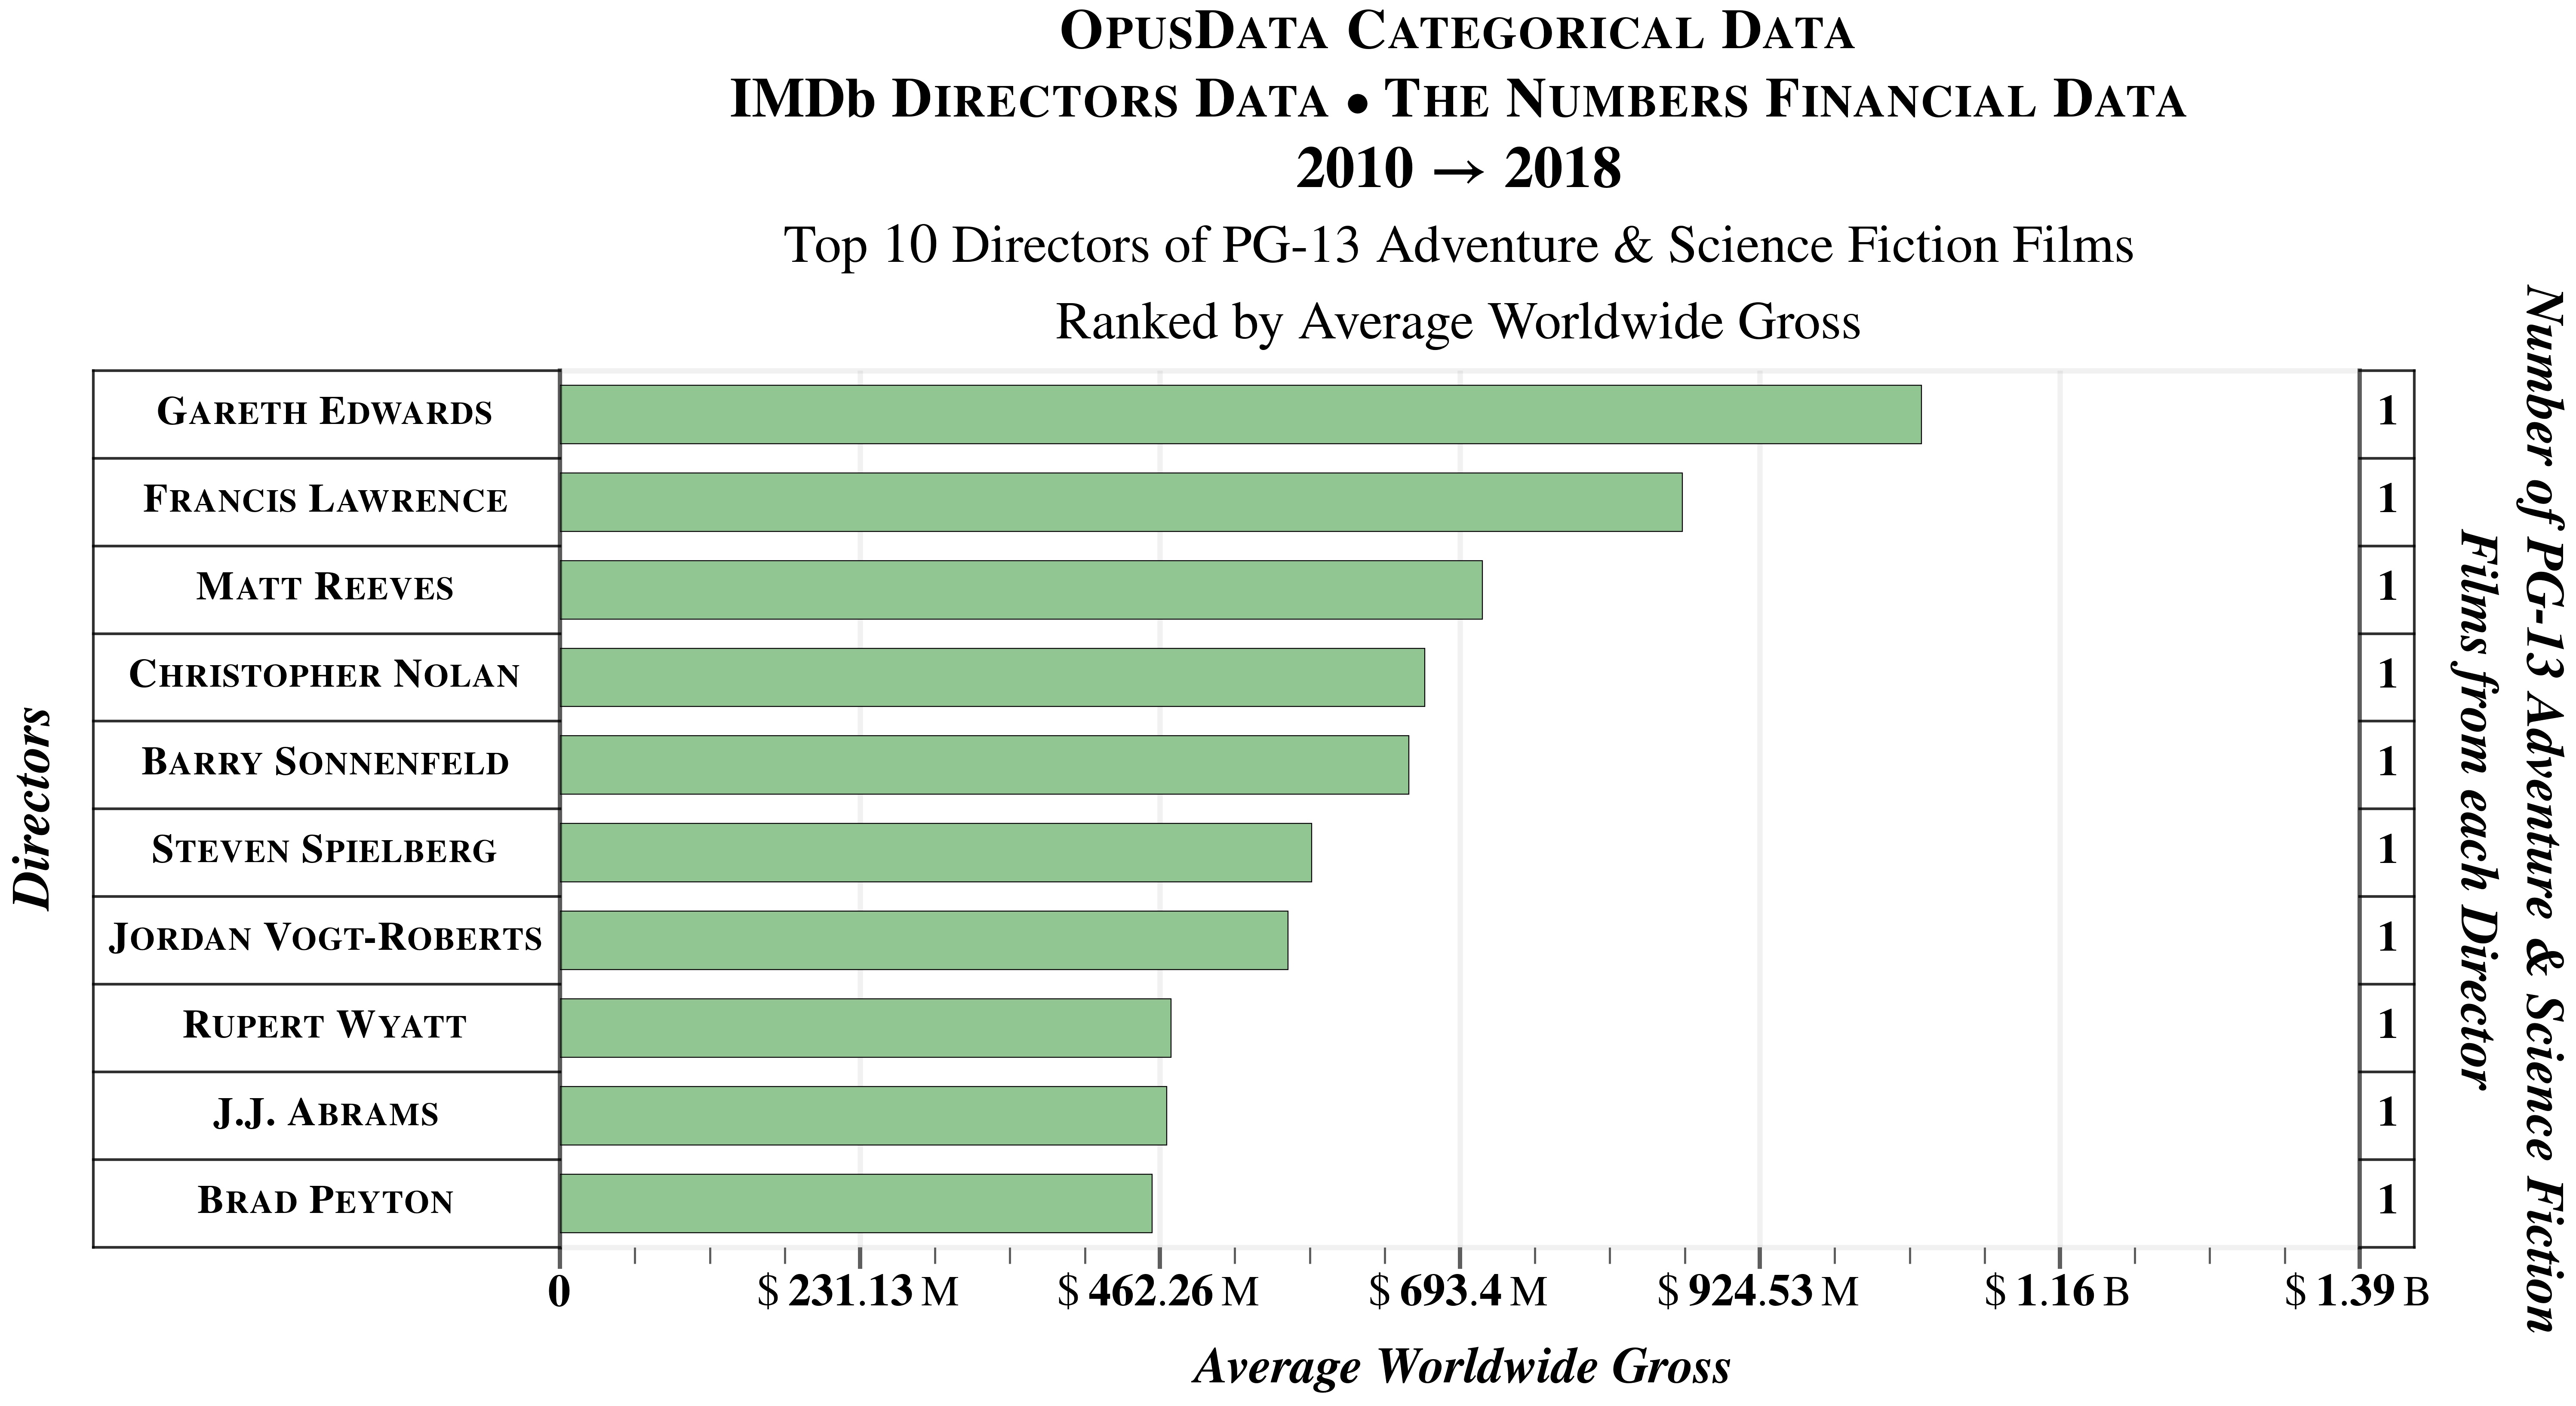 OpusData Categorical Data
IMDb Directors Data • The Numbers Financial Data
2010 → 2018
Top 10 Directors of PG-13 Adventure & Science Fiction Films
Ranked by Average Worldwide Gross
Directors
Gareth Edwards 1
Francis Lawrence 1
Matt Reeves 1
Christopher Nolan 1
Barry Sonnenfeld 1
Steven Spielberg 1
Jordan Vogt-Roberts 1
Rupert Wyatt 1
J.J. Abrams 1
Brad Peyton 1
Number of PG-13 Adventure & Science Fiction
Films from each Director
0 $ 231.13 M $ 462.26 M $ 693.4 M $ 924.53 M $ 1.16 B $ 1.39 B
Average Worldwide Gross